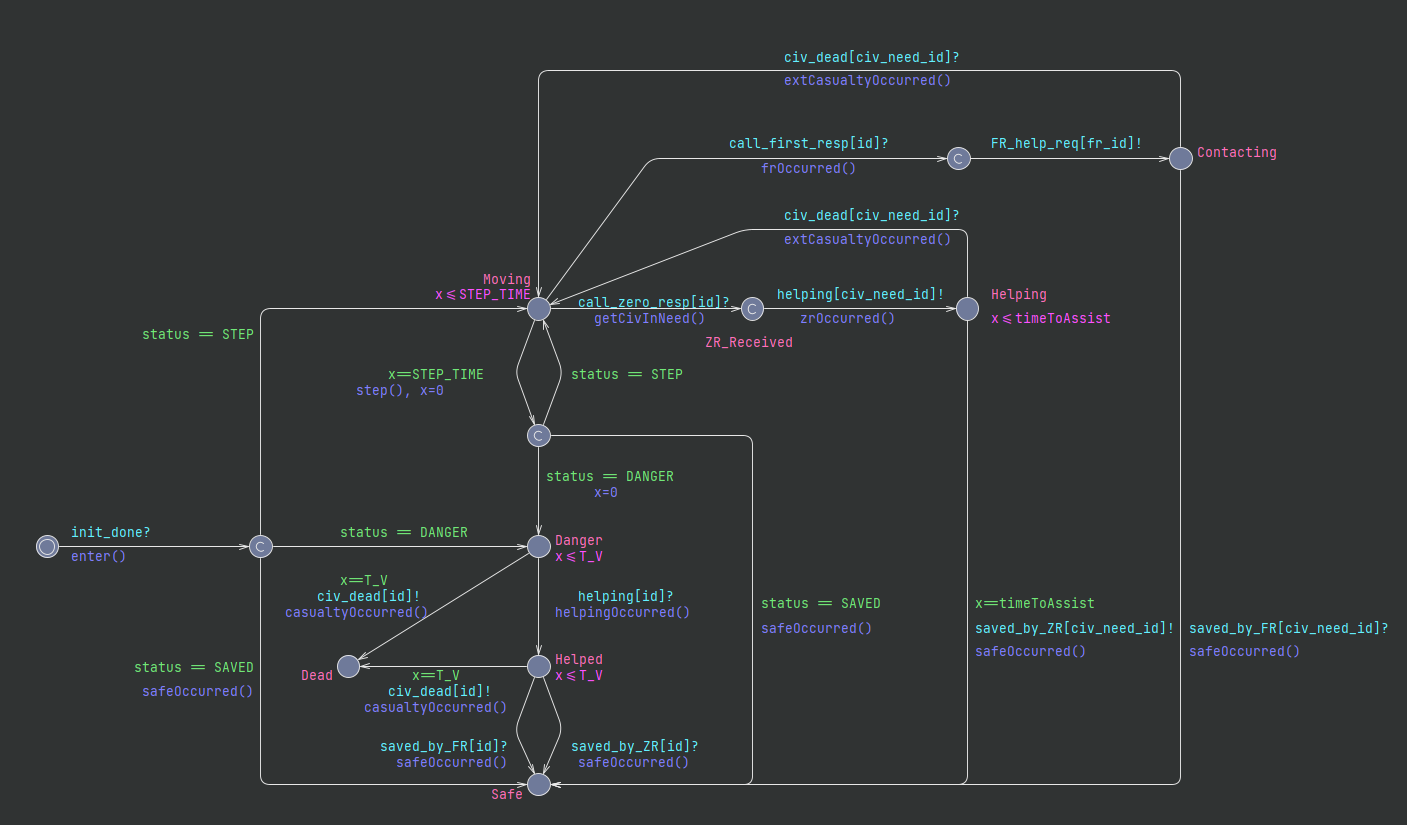 civ_dead[civ_need_id]?
extCasualtyOccurred()
call_first_resp[id]?
frOccurred()
C
FR_help_req[fr_id]!
Contacting
civ_dead[civ_need_id]?
extCasualtyOccurred()
Moving
x<=STEP_TIME
call_zero_resp[id]?
getCivInNeed()
C
ZR_Received
helping[civ_need_id]!
zrOccurred()
Helping
x<=timeToAssist
status == STEP
x==STEP_TIME
step(), x=0
status == STEP
C
status == DANGER
x=0
init_done?
enter()
C
status == DANGER
Danger
x<=T_V
x==T_V
civ_dead[id]!
casualtyOccurred()
helping[id]?
helpingOccurred()
status == SAVED
safeOccurred()
x==timeToAssist
saved_by_ZR[civ_need_id]!
safeOccurred()
saved_by_FR[civ_need_id]?
safeOccurred()
status == SAVED
safeOccurred()
Dead
Helped
x<=T_V
x==T_V
civ_dead[id]!
casualtyOccurred()
saved_by_FR[id]?
safeOccurred()
saved_by_ZR[id]?
safeOccurred()
Safe